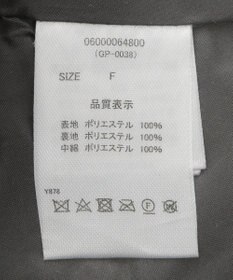 06000064800
(GP-0038)
SIZE F
品質表示
表地 ポリエステル 100%
裏地 ポリエステル 100%
中綿 ポリエステル 100%
Y878